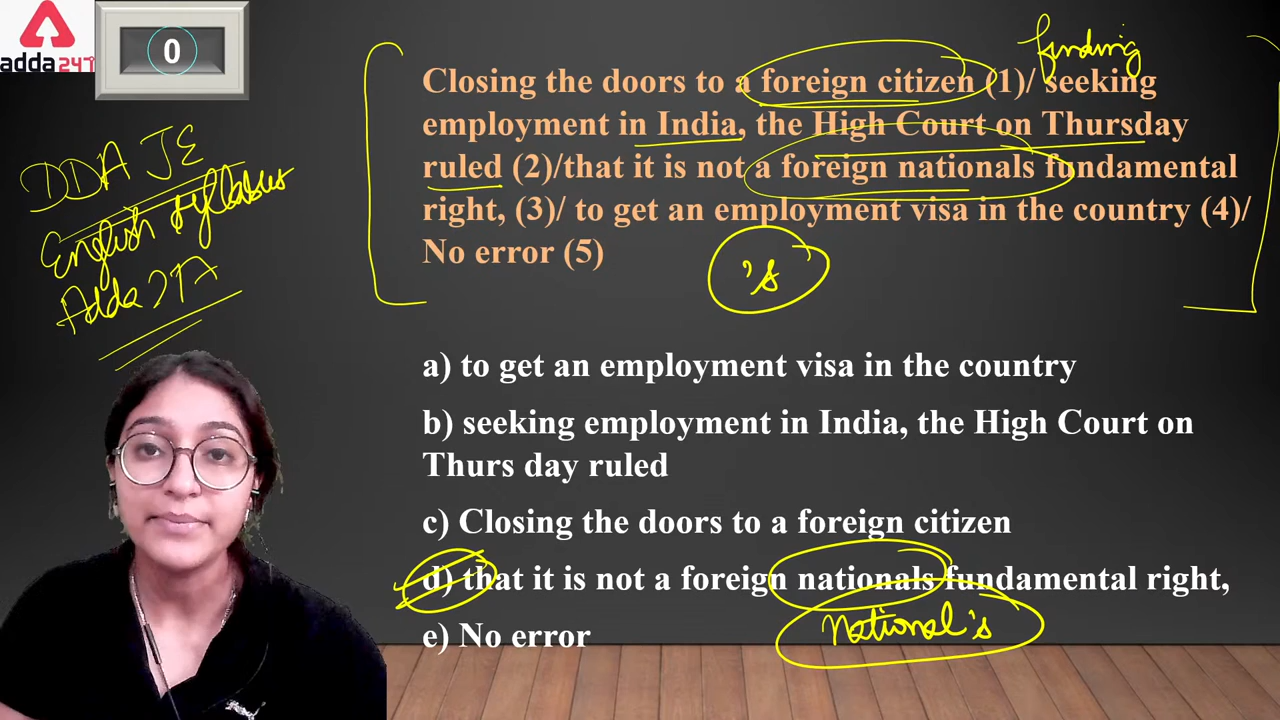 adda247
0
finding
Closing the doors to a foreign citizen (1)/ seeking
employment in India, the High Court on Thursday
ruled (2)/that it is not a foreign nationals fundamental
right, (3)/ to get an employment visa in the country (4)/
No error (5)
's
DDA JE
English Syllabus
Adda
a) to get an employment visa in the country
b) seeking employment in India, the High Court on
Thurs day ruled
c) Closing the doors to a foreign citizen
d) that it is not a foreign nationals fundamental right,
National's
e) No error